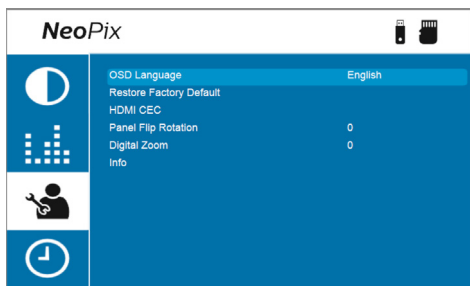 NeoPix
OSD Language English
Restore Factory Default
HDMI CEC
Panel Flip Rotation 0
Digital Zoom 0
Info